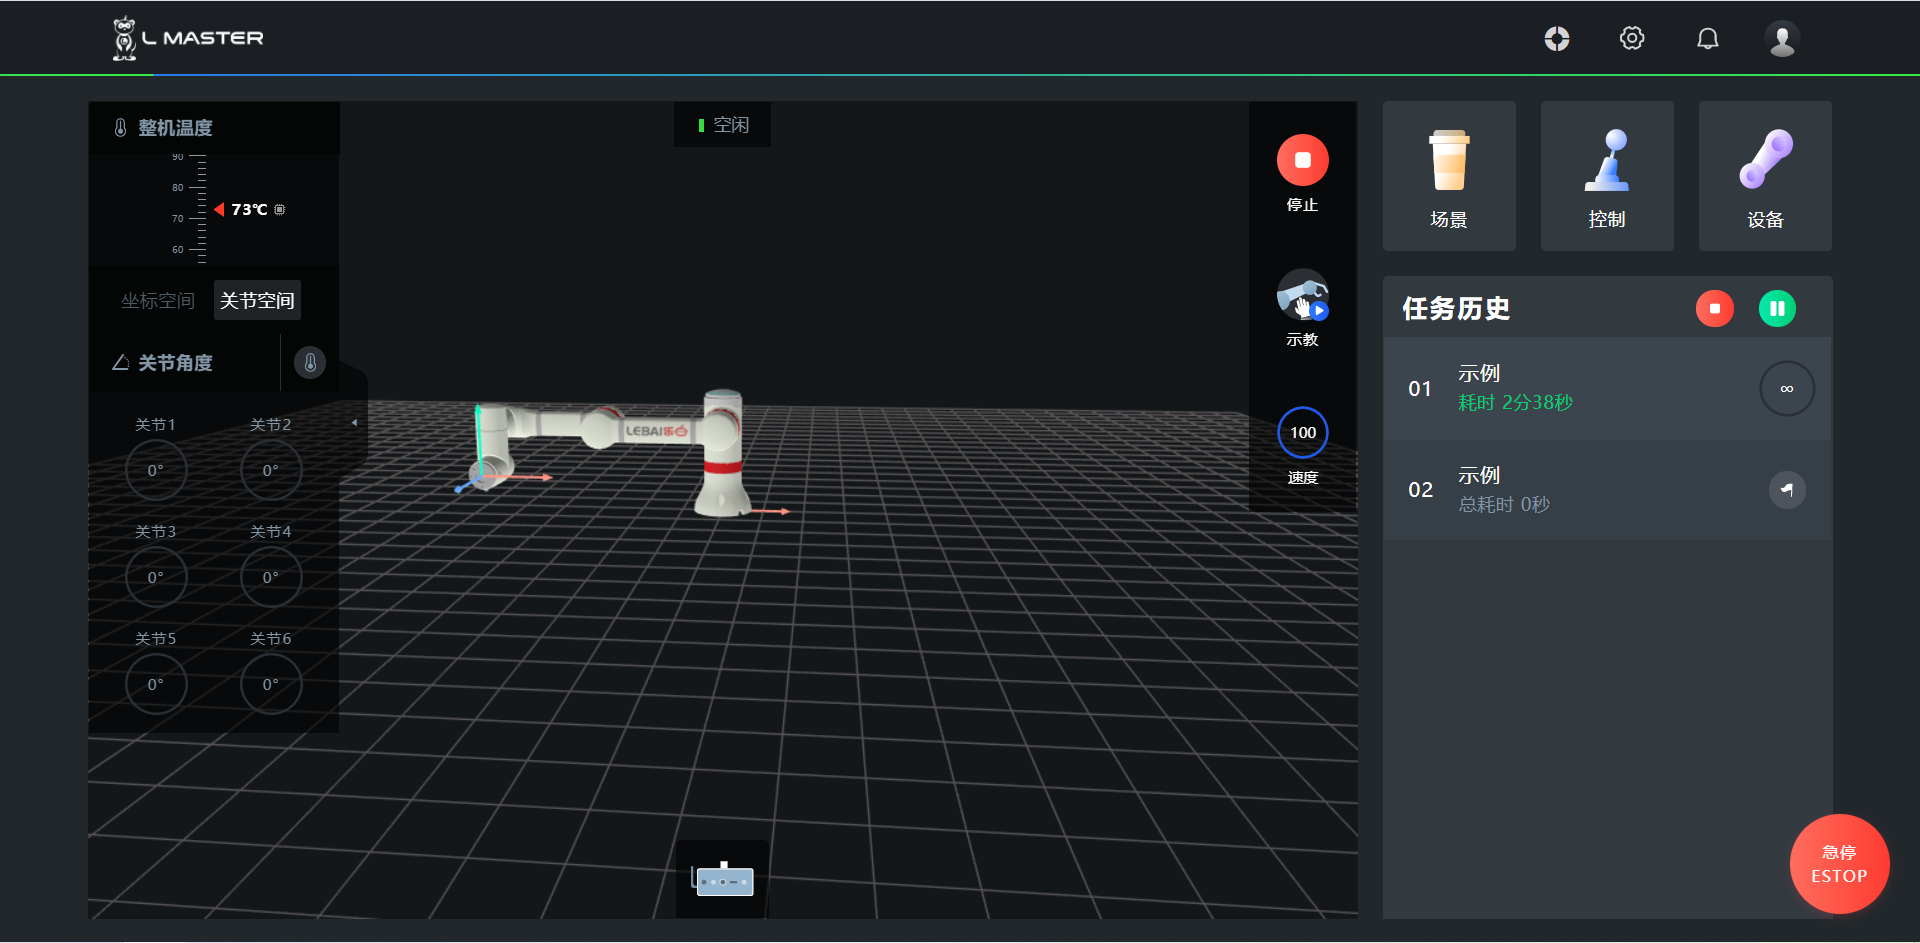 L MASTER
整机温度
90
80
73℃
70
60
坐标空间 关节空间
关节角度
关节1 关节2
0° 0°
关节3 关节4
0° 0°
关节5 关节6
0° 0°
空闲
LEBAI乐白
停止
示教
100
速度
场景 控制 设备
任务历史
01 示例
耗时 2分38秒
∞
02 示例
总耗时 0秒
急停
ESTOP